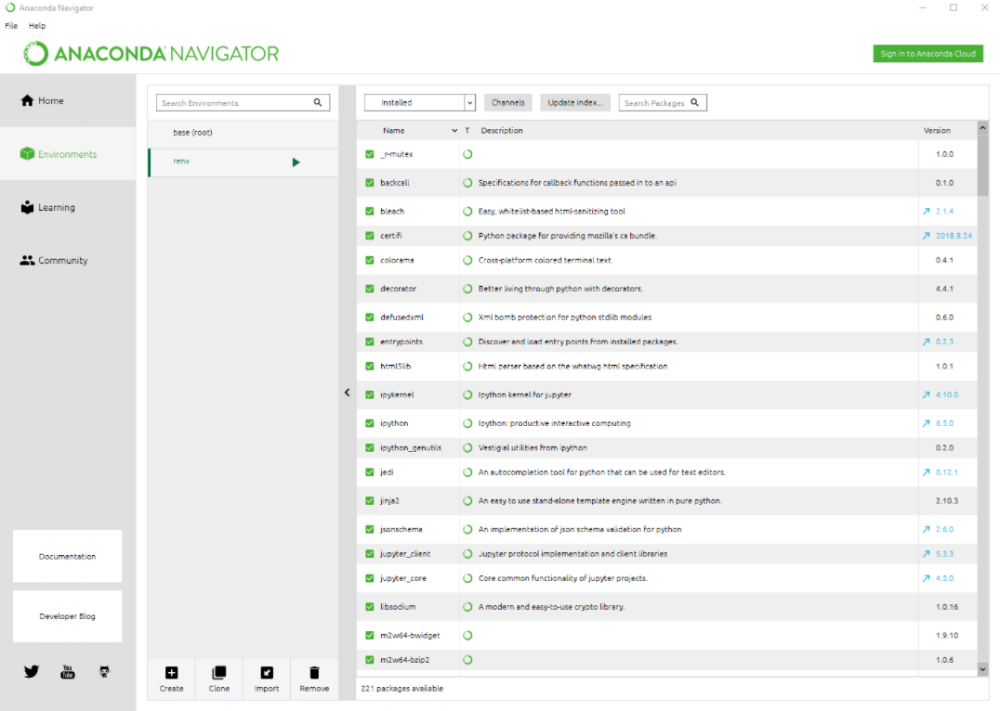 Anaconda Navigator
File Help
ANACONDA NAVIGATOR
Sign in to Anaconda Cloud
Home
Environments
Learning
Community
Documentation
Developer Blog
You Tube
Search Environments
base (root)
renv
Create Clone Import Remove
Installed Channels Update index... Search Packages
Name T Description Version
_r-mutex 1.0.0
backcall Specifications for callback functions passed in to an api 0.1.0
bleach Easy, whitelist-based html-sanitizing tool 2.1.4
certifi Python package for providing mozilla's ca bundle. 2018.8.24
colorama Cross-platform colored terminal text. 0.4.1
decorator Better living through python with decorators. 4.4.1
defusedxml Xml bomb protection for python stdlib modules 0.6.0
entrypoints Discover and load entry points from installed packages. 0.2.3
html5lib Html parser based on the whatwg html specification 1.0.1
ipykernel Ipython kernel for jupyter 4.10.0
ipython Ipython: productive interactive computing 6.5.0
ipython_genutils Vestigial utilities from ipython 0.2.0
jedi An autocompletion tool for python that can be used for text editors. 0.12.1
jinja2 An easy to use stand-alone template engine written in pure python. 2.10.3
jsonschema An implementation of json schema validation for python 2.6.0
jupyter_client Jupyter protocol implementation and client libraries 5.3.3
jupyter_core Core common functionality of jupyter projects. 4.5.0
libsodium A modern and easy-to-use crypto library. 1.0.16
m2w64-bwidget 1.9.10
m2w64-bzip2 1.0.6
221 packages available